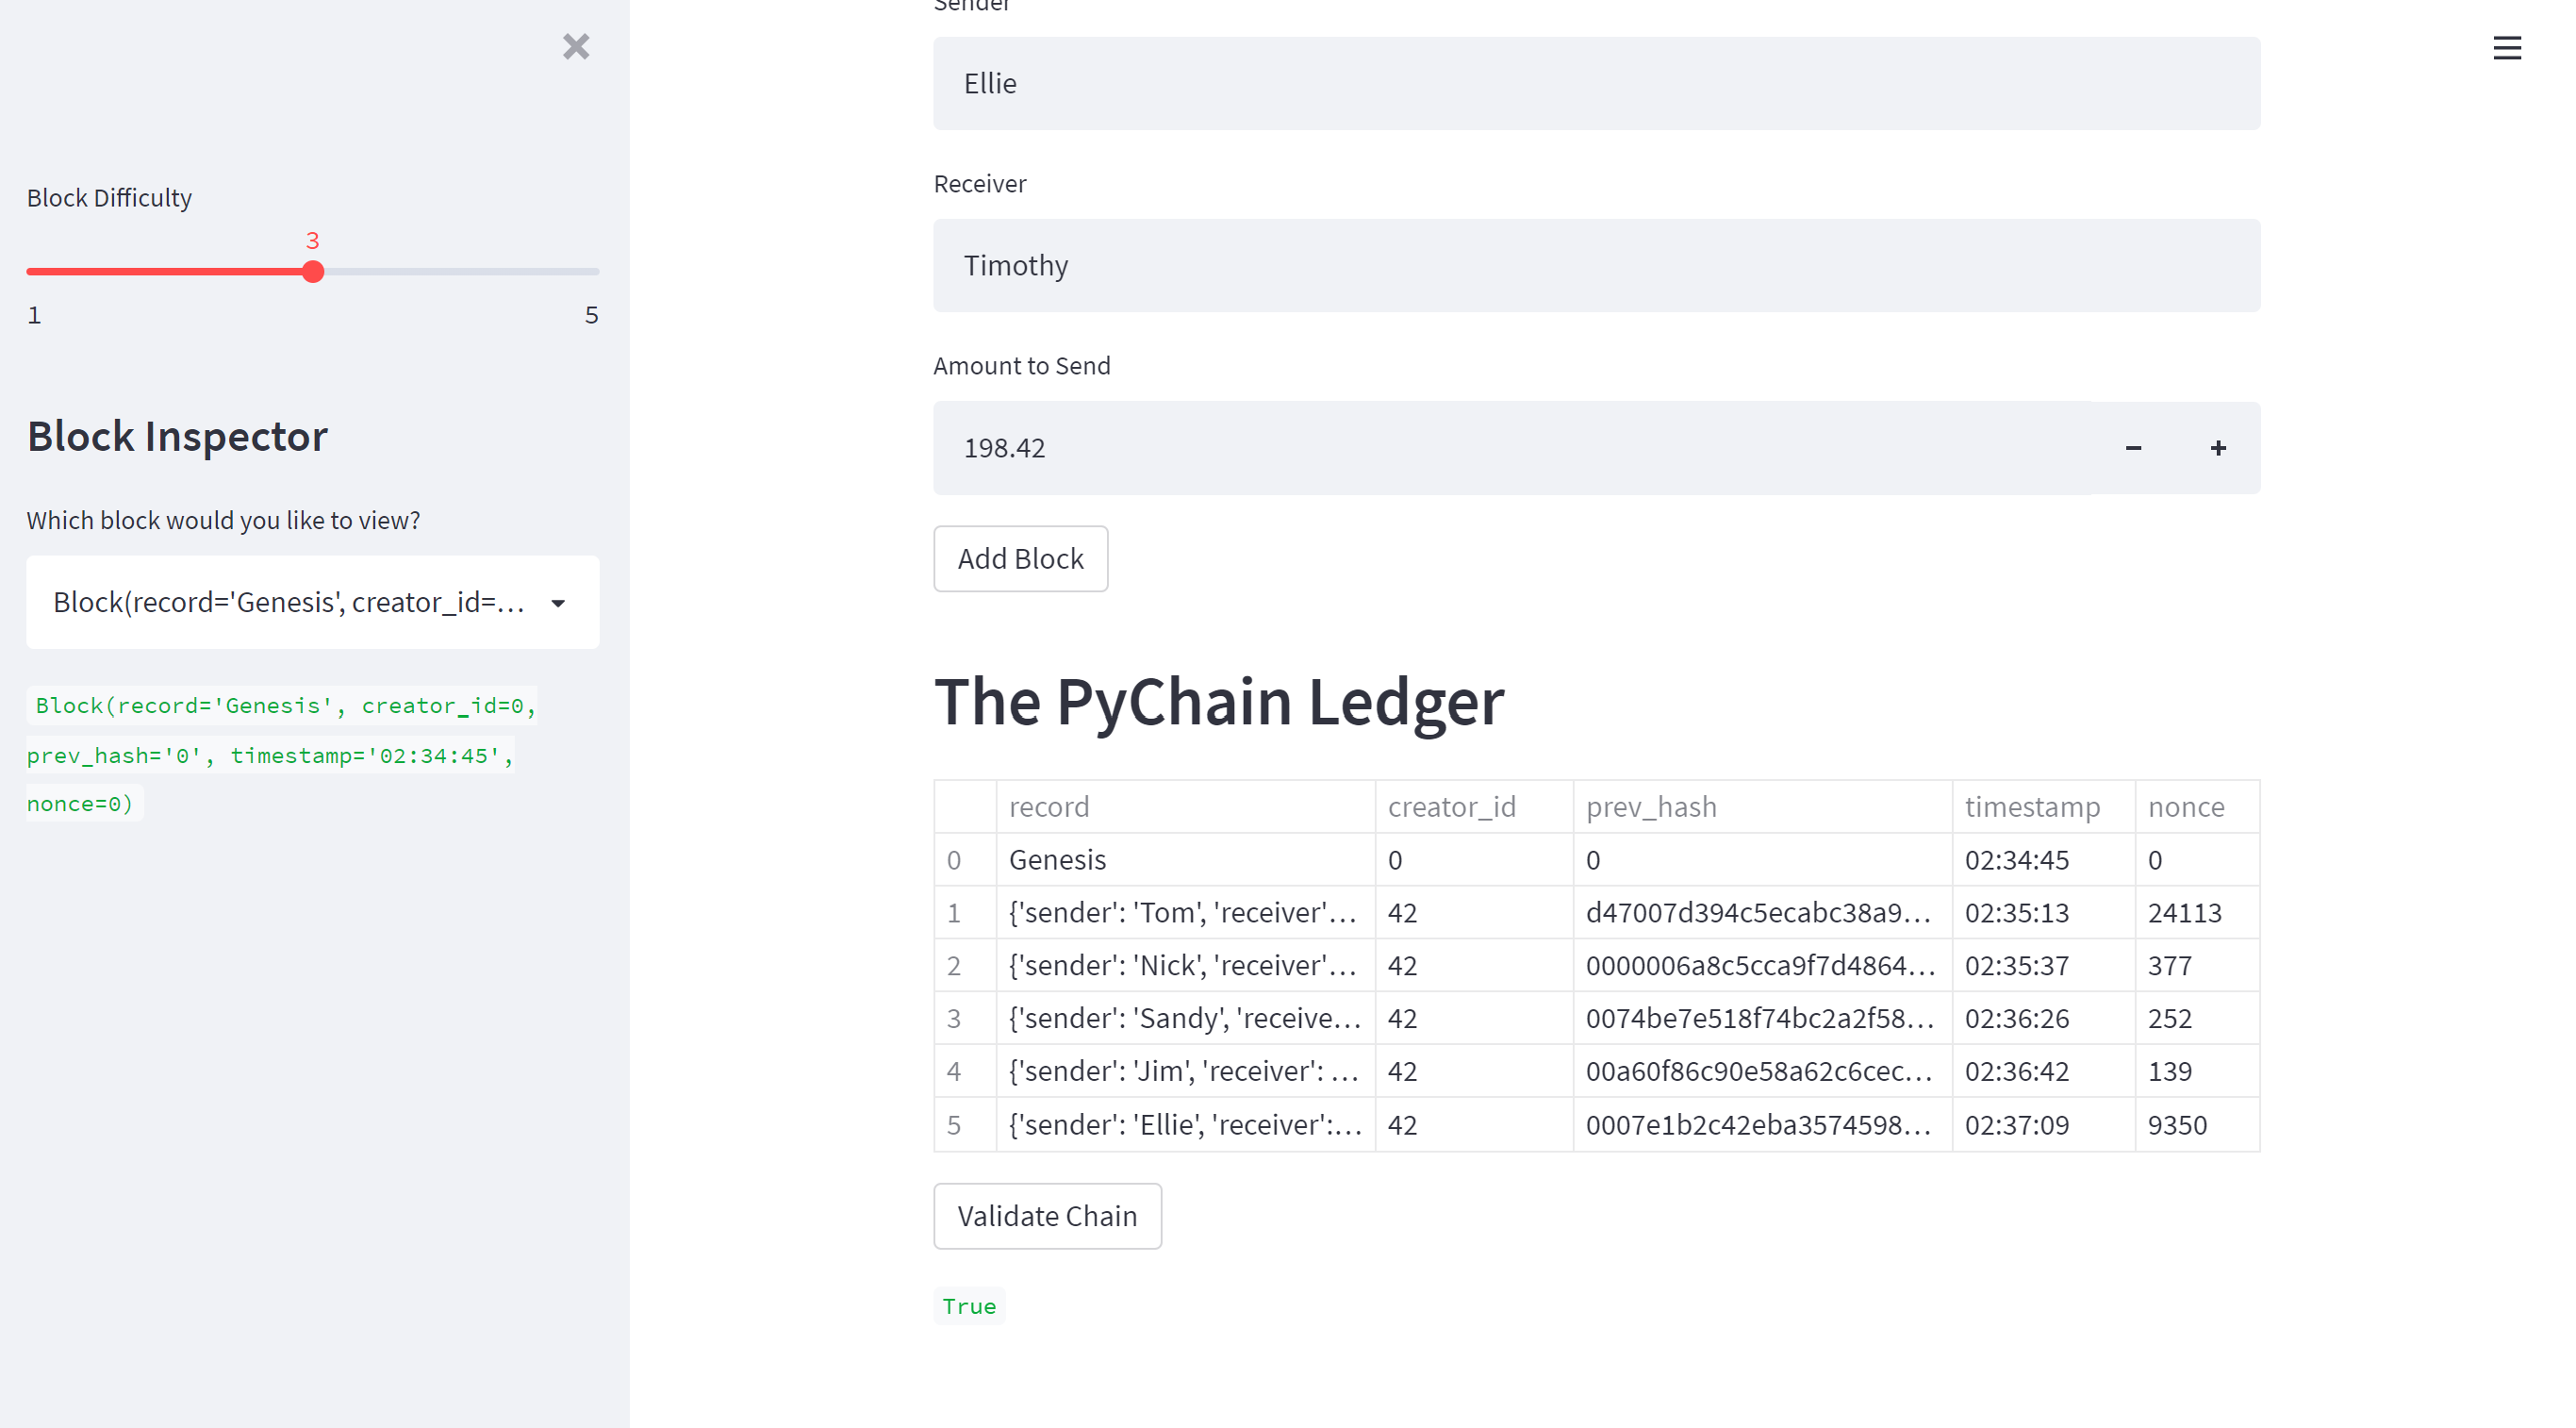 Block Difficulty
3
1 5
Block Inspector
Which block would you like to view?
Block(record='Genesis', creator_id=...
Block(record='Genesis', creator_id=0,
prev_hash='0', timestamp='02:34:45',
nonce=0)
Sender
Ellie
Receiver
Timothy
Amount to Send
198.42
Add Block
The PyChain Ledger
record creator_id prev_hash timestamp nonce
0 Genesis 0 0 02:34:45 0
1 {'sender': 'Tom', 'receiver'... 42 d47007d394c5ecabc38a9... 02:35:13 24113
2 {'sender': 'Nick', 'receiver'... 42 0000006a8c5cca9f7d4864... 02:35:37 377
3 {'sender': 'Sandy', 'receive... 42 0074be7e518f74bc2a2f58... 02:36:26 252
4 {'sender': 'Jim', 'receiver': ... 42 00a60f86c90e58a62c6cec... 02:36:42 139
5 {'sender': 'Ellie', 'receiver':... 42 0007e1b2c42eba3574598... 02:37:09 9350
Validate Chain
True